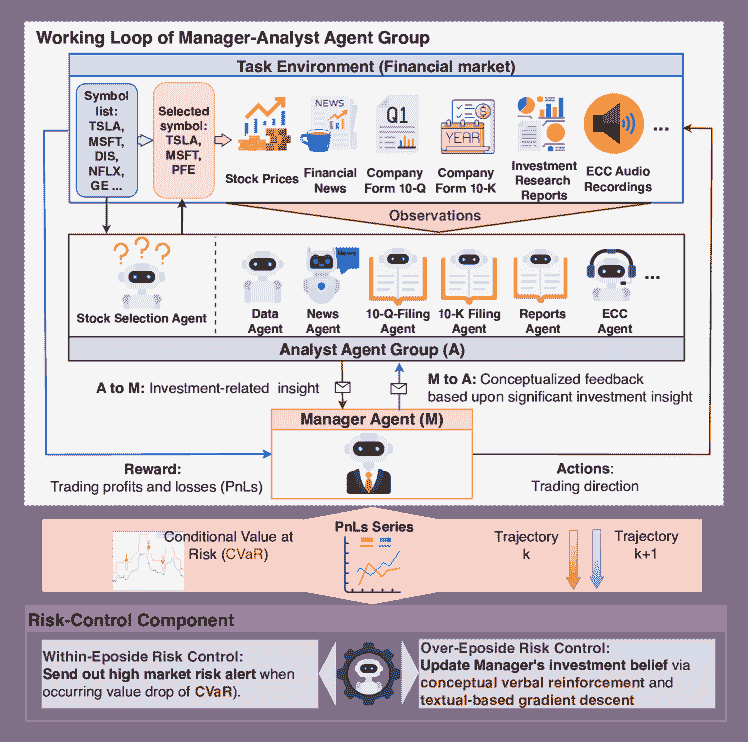 Working Loop of Manager-Analyst Agent Group
Task Environment (Financial market)
Symbol
list:
TSLA,
MSFT,
DIS,
NFLX,
GE ...
Selected
symbol:
TSLA,
MSFT,
PFE
Stock Prices
NEWS
Financial
News
Q1
Company
Form 10-Q
YEAR
Company
Form 10-K
Investment
Research
Reports
ECC Audio
Recordings
...
Observations
???
Stock Selection Agent
Data
Agent
News
News
Agent
10-Q-Filing
Agent
10-K Filing
Agent
Reports
Agent
ECC
Agent
...
Analyst Agent Group (A)
A to M: Investment-related insight
M to A: Conceptualized feedback
based upon significant investment insight
Manager Agent (M)
Reward:
Trading profits and losses (PnLs)
Actions:
Trading direction
Conditional Value at
Risk (CVaR)
PnLs Series
Trajectory
k
Trajectory
k+1
Risk-Control Component
Within-Eposide Risk Control:
Send out high market risk alert when
occurring value drop of CVaR).
Over-Eposide Risk Control:
Update Manager's investment belief via
conceptual verbal reinforcement and
textual-based gradient descent